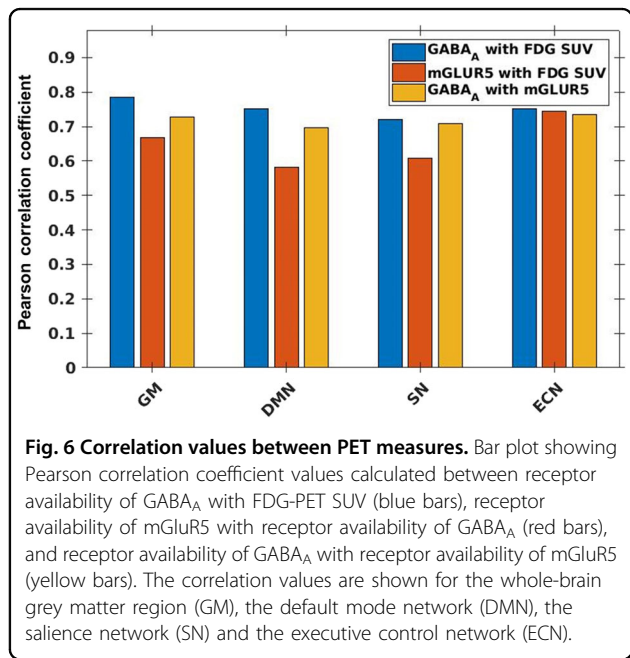 Pearson correlation coefficient
0.9
0.8
0.7
0.6
0.5
0.4
0.3
0.2
0.1
0
GABA_A with FDG SUV
mGLUR5 with FDG SUV
GABA_A with mGLUR5
GM
DMN
SN
ECN
Fig. 6 Correlation values between PET measures. Bar plot showing
Pearson correlation coefficient values calculated between receptor
availability of GABA_A with FDG-PET SUV (blue bars), receptor
availability of mGluR5 with receptor availability of GABA_A (red bars),
and receptor availability of GABA_A with receptor availability of mGluR5
(yellow bars). The correlation values are shown for the whole-brain
grey matter region (GM), the default mode network (DMN), the
salience network (SN) and the executive control network (ECN).